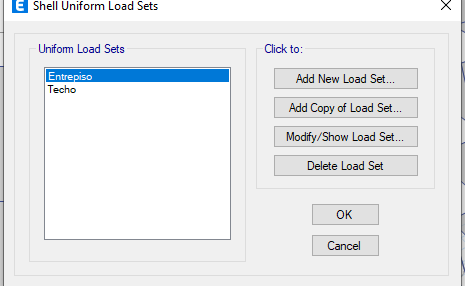 E Shell Uniform Load Sets
Uniform Load Sets
Entrepiso
Techo
Click to:
Add New Load Set...
Add Copy of Load Set...
Modify/Show Load Set...
Delete Load Set
OK
Cancel